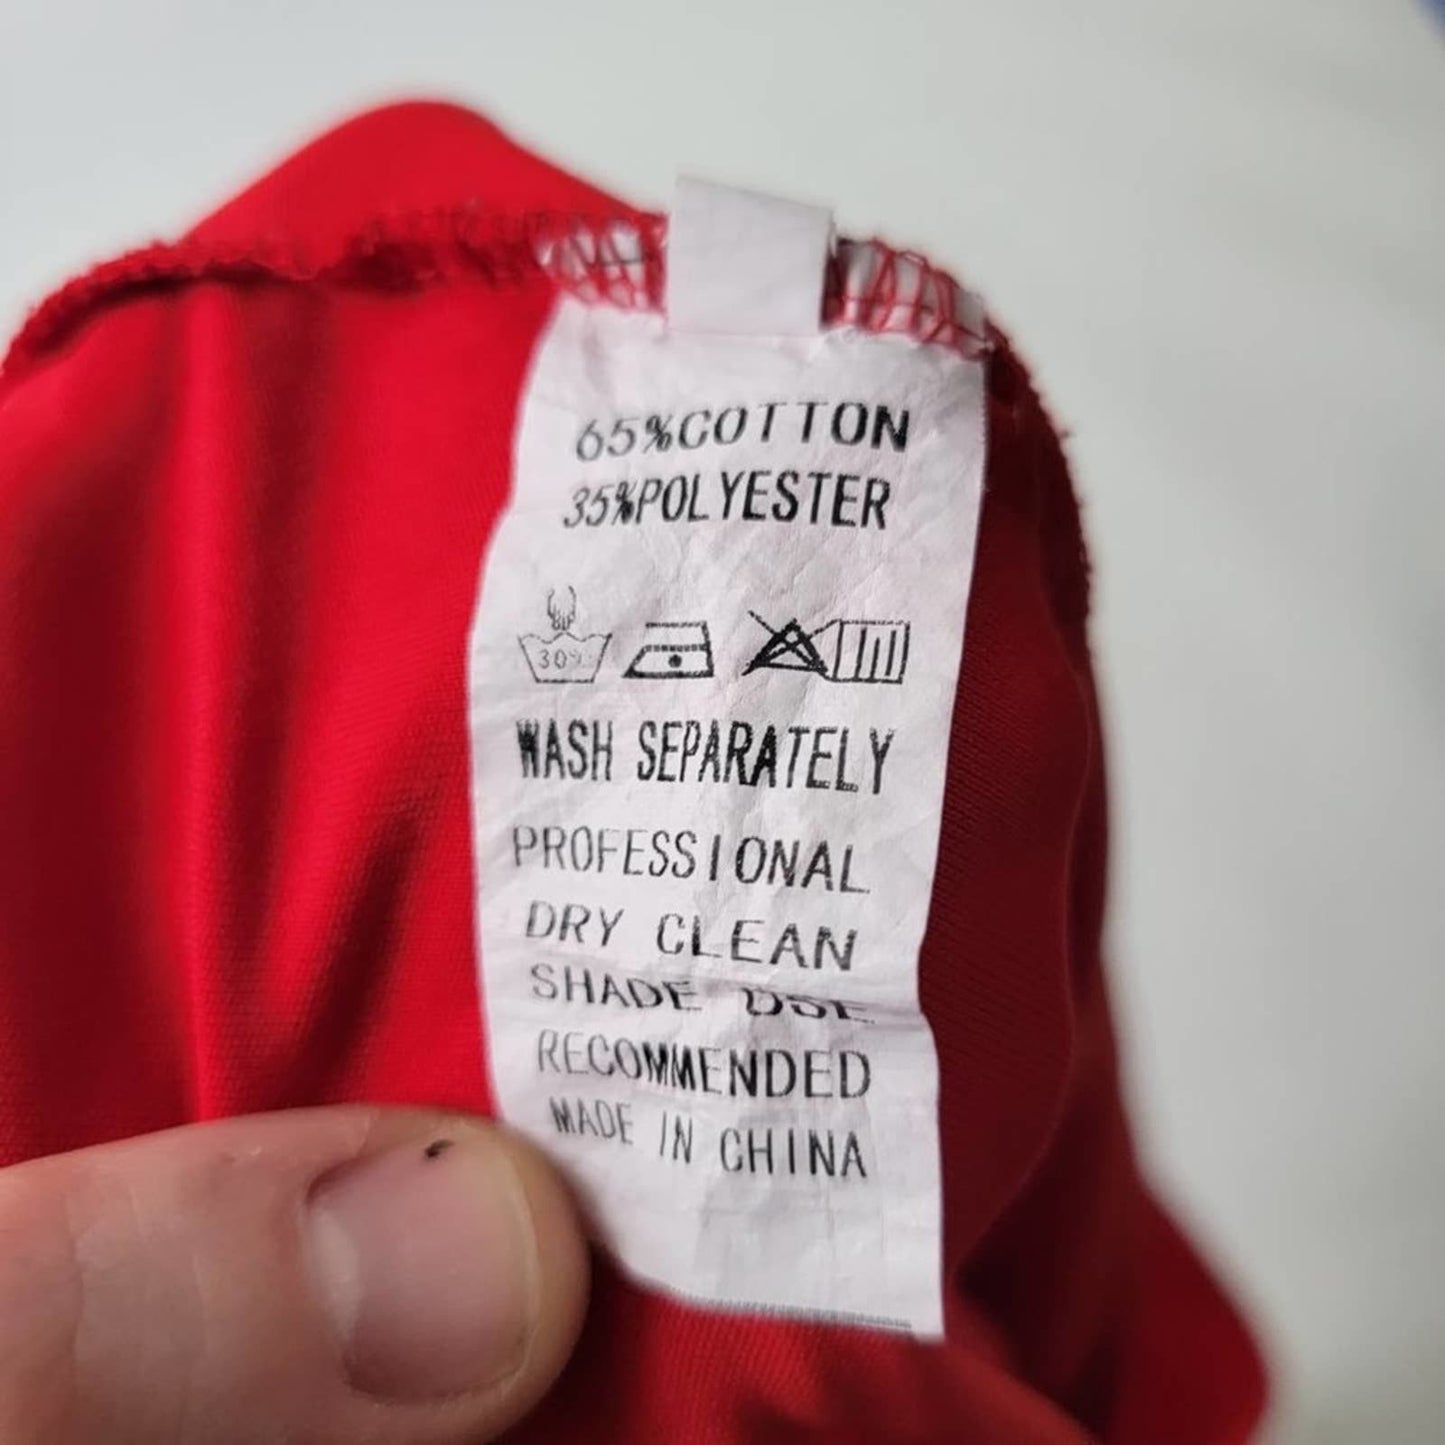 65%COTTON
35%POLYESTER
30°
WASH SEPARATELY
PROFESSIONAL
DRY CLEAN
SHADE USE
RECOMMENDED
MADE IN CHINA